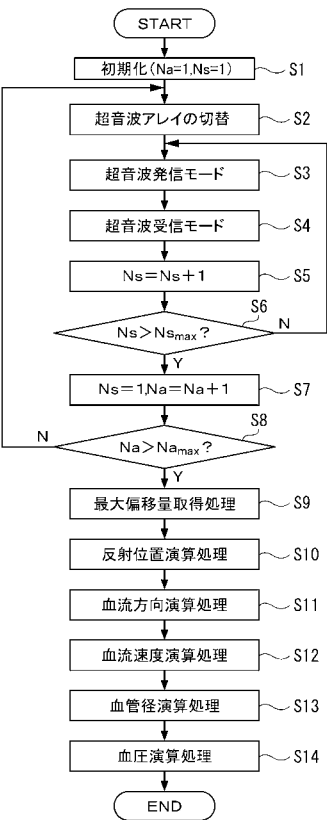 START
初期化(Na=1,Ns=1) S1
超音波アレイの切替 S2
超音波発信モード S3
超音波受信モード S4
Ns=Ns+1 S5
S6
Ns>Nsmax? N
Y
Ns=1,Na=Na+1 S7
S8
N Na>Namax?
Y
最大偏移量取得処理 S9
反射位置演算処理 S10
血流方向演算処理 S11
血流速度演算処理 S12
血管径演算処理 S13
血圧演算処理 S14
END